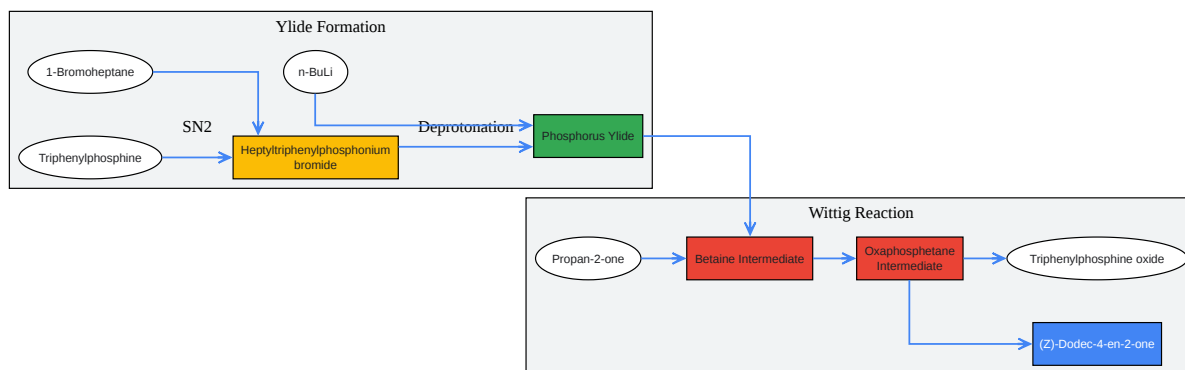 Ylide Formation
1-Bromoheptane
n-BuLi
SN2
Deprotonation
Phosphorus Ylide
Triphenylphosphine
Heptyltriphenylphosphonium
bromide
Wittig Reaction
Propan-2-one
Betaine Intermediate
Oxaphosphetane
Intermediate
Triphenylphosphine oxide
(Z)-Dodec-4-en-2-one